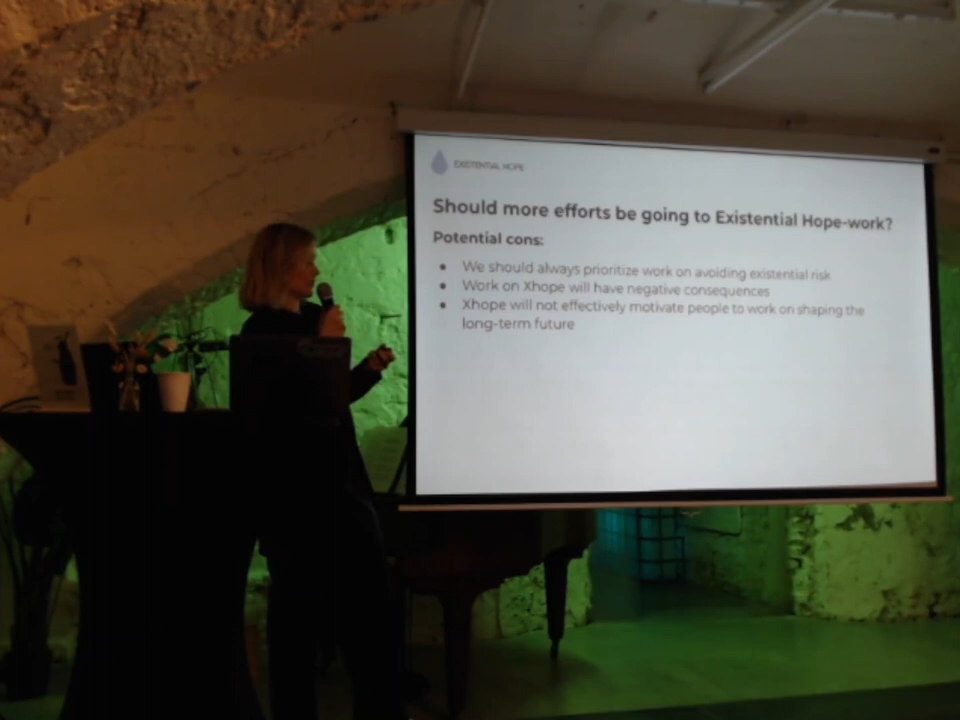 EXISTENTIAL HOPE
Should more efforts be going to Existential Hope-work?
Potential cons:
• We should always prioritize work on avoiding existential risk
• Work on Xhope will have negative consequences
• Xhope will not effectively motivate people to work on shaping the
long-term future